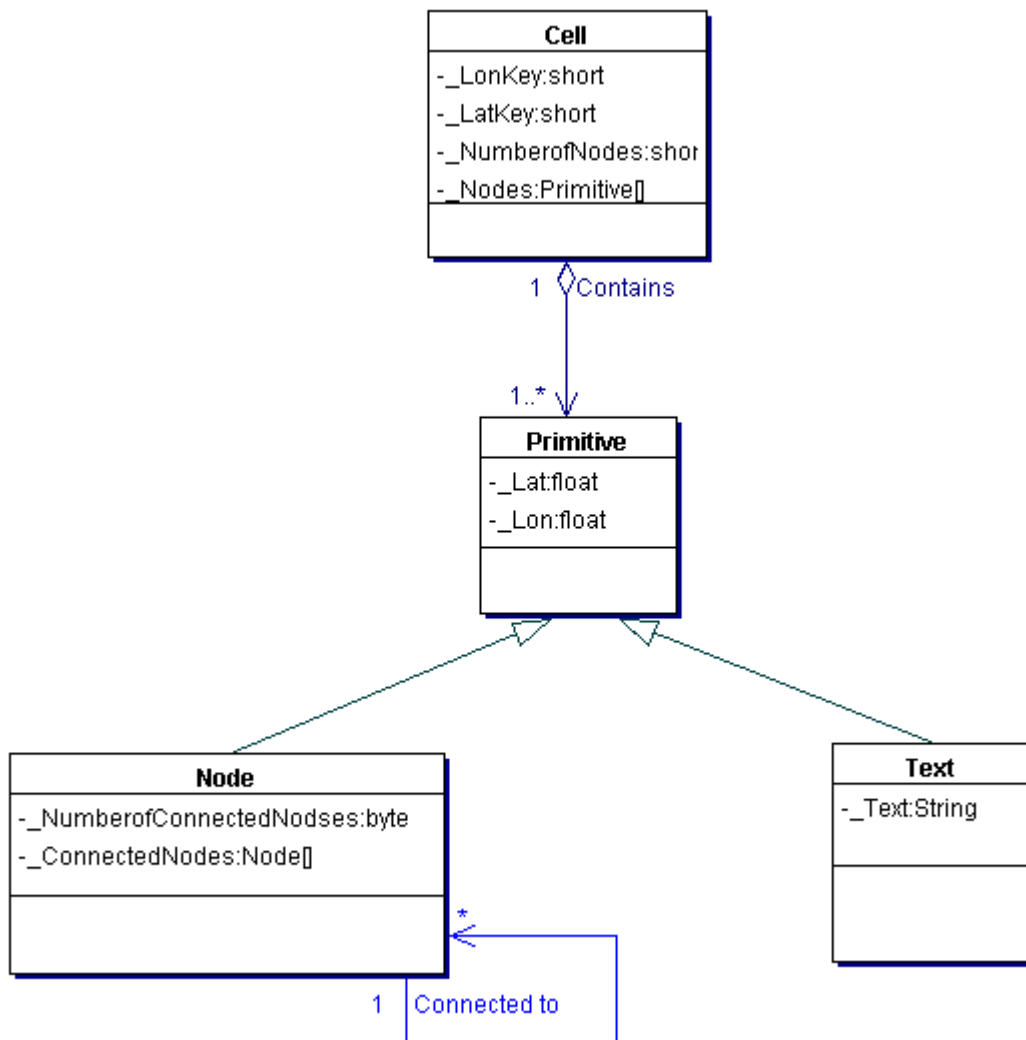 Cell
-_LonKey:short
-_LatKey:short
-_NumberofNodes:shor
-_Nodes:Primitive[]
1 Contains
1..*
Primitive
-_Lat:float
-_Lon:float
Node
-_NumberofConnectedNodses:byte
-_ConnectedNodes:Node[]
*
1 Connected to
Text
-_Text:String